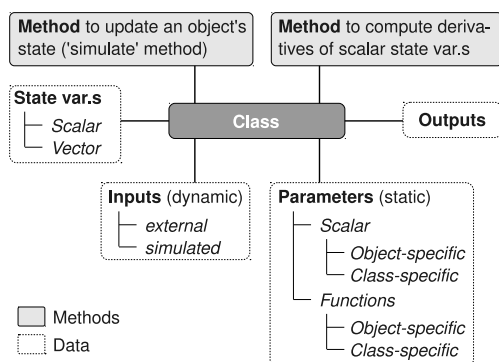 Method to update an object's
state ('simulate' method)
Method to compute deriva-
tives of scalar state var.s
State var.s
Scalar
Vector
Class
Outputs
Inputs (dynamic)
external
simulated
Parameters (static)
Scalar
Object-specific
Class-specific
Functions
Object-specific
Class-specific
Methods
Data